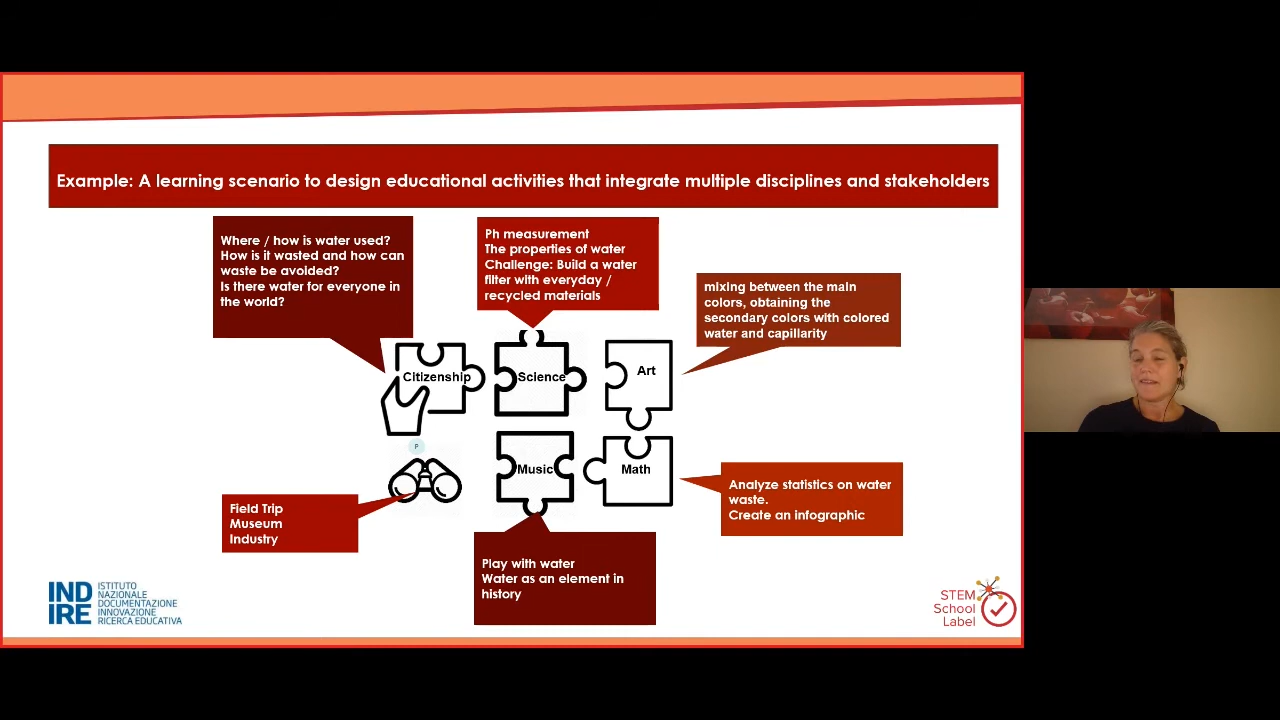 Example: A learning scenario to design educational activities that integrate multiple disciplines and stakeholders
Where / how is water used?
How is it wasted and how can
waste be avoided?
Is there water for everyone in
the world?
Ph measurement
The properties of water
Challenge: Build a water
filter with everyday /
recycled materials
mixing between the main
colors, obtaining the
secondary colors with colored
water and capillarity
Citizenship
Science
Art
P
Music
Math
Field Trip
Museum
Industry
Analyze statistics on water
waste.
Create an infographic
Play with water
Water as an element in
history
IND
IRE
ISTITUTO
NAZIONALE
DOCUMENTAZIONE
INNOVAZIONE
RICERCA EDUCATIVA
STEM
School
Label